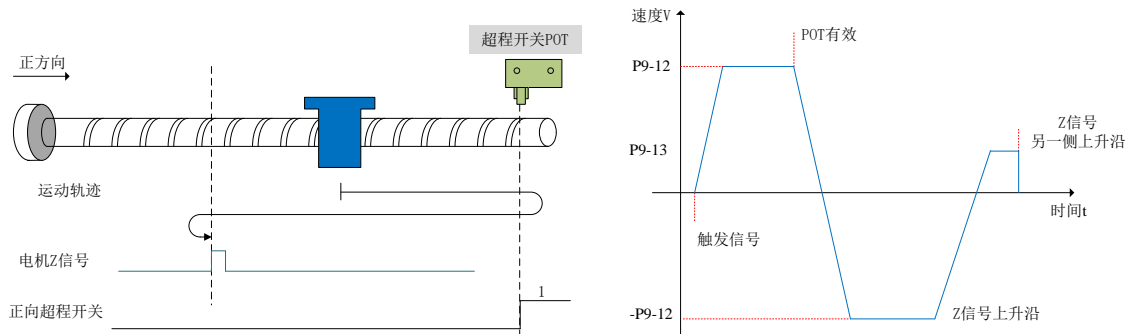 超程开关POT
正方向
运动轨迹
电机Z信号
正向超程开关
1
速度V
POT有效
P9-12
Z信号
另一侧上升沿
P9-13
时间t
触发信号
-P9-12
Z信号上升沿